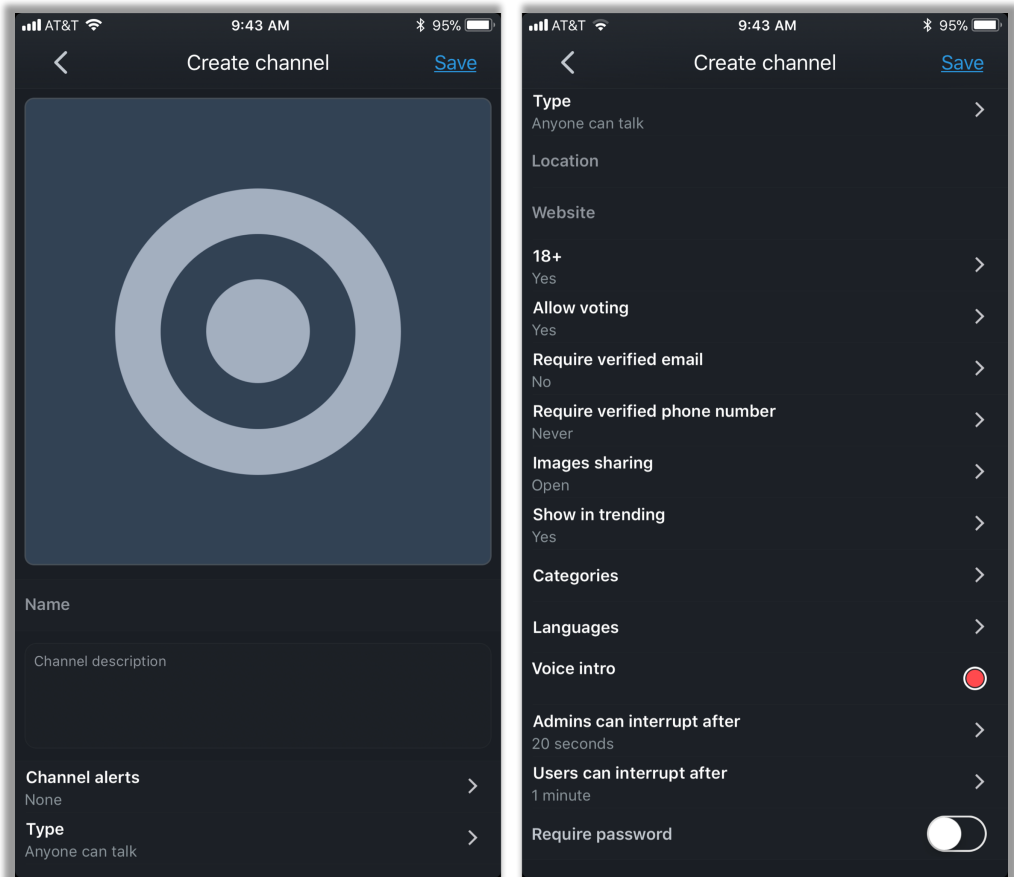 AT&T 9:43 AM 95%
Create channel Save
Name
Channel description
Channel alerts
None
Type
Anyone can talk
AT&T 9:43 AM 95%
Create channel Save
Type
Anyone can talk
Location
Website
18+
Yes
Allow voting
Yes
Require verified email
No
Require verified phone number
Never
Images sharing
Open
Show in trending
Yes
Categories
Languages
Voice intro
Admins can interrupt after
20 seconds
Users can interrupt after
1 minute
Require password